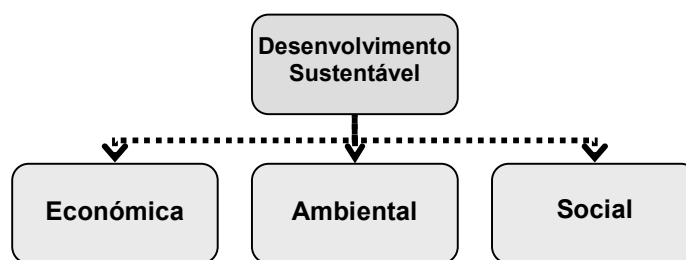 Desenvolvimento
Sustentável
Económica
Ambiental
Social